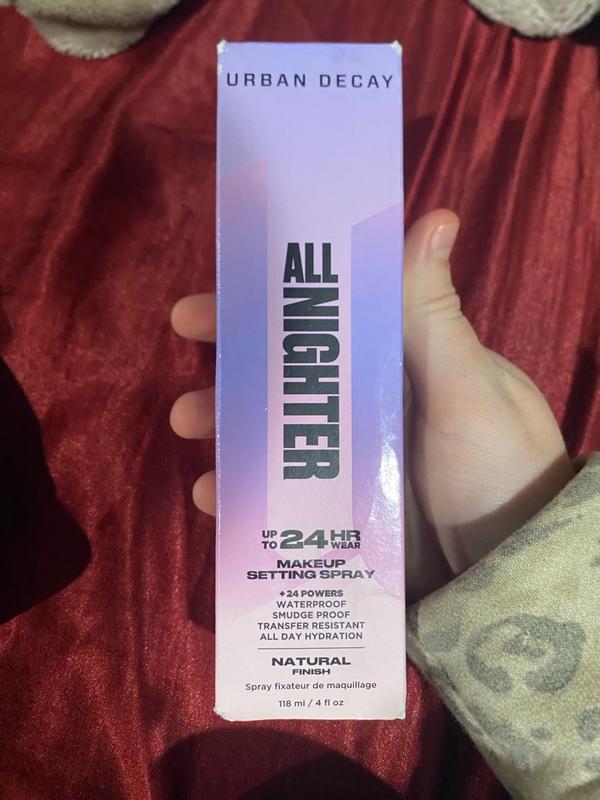 URBAN DECAY
ALL
NIGHTER
UP TO 24 HR WEAR
MAKEUP
SETTING SPRAY
+24 POWERS
WATERPROOF
SMUDGE PROOF
TRANSFER RESISTANT
ALL DAY HYDRATION
NATURAL
FINISH
Spray fixateur de maquillage
118 ml / 4 fl oz